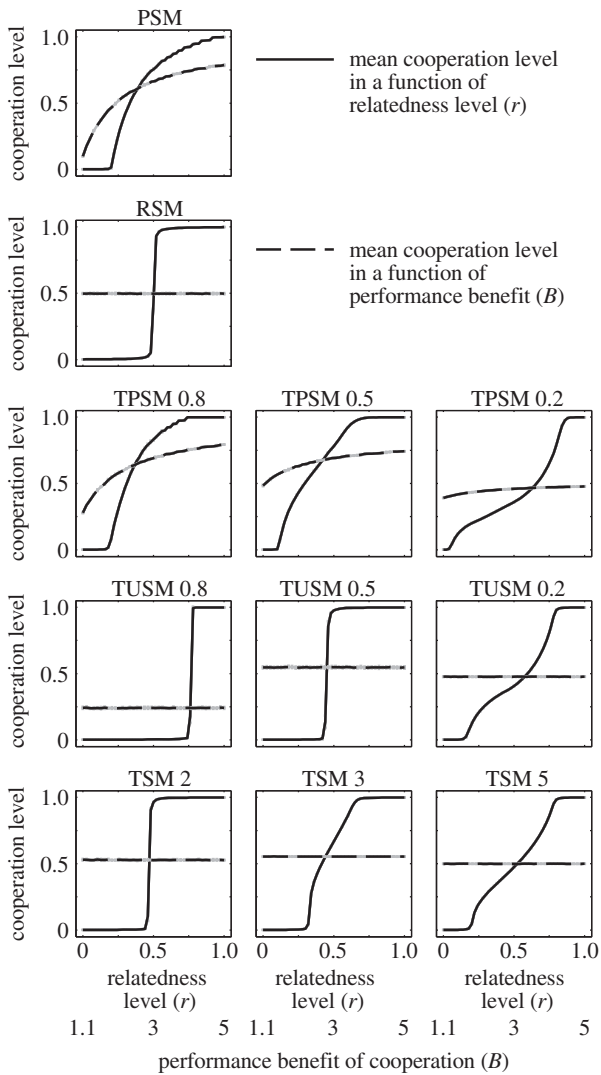 PSM
cooperation level
1.0
0.5
0
mean cooperation level
in a function of
relatedness level (r)
RSM
cooperation level
1.0
0.5
0
mean cooperation level
in a function of
performance benefit (B)
TPSM 0.8
TPSM 0.5
TPSM 0.2
cooperation level
1.0
0.5
0
TUSM 0.8
TUSM 0.5
TUSM 0.2
cooperation level
1.0
0.5
0
TSM 2
TSM 3
TSM 5
cooperation level
1.0
0.5
0
0 0.5 1.0
0 0.5 1.0
0 0.5 1.0
relatedness
level (r)
relatedness
level (r)
relatedness
level (r)
1.1 3 5
1.1 3 5
1.1 3 5
performance benefit of cooperation (B)